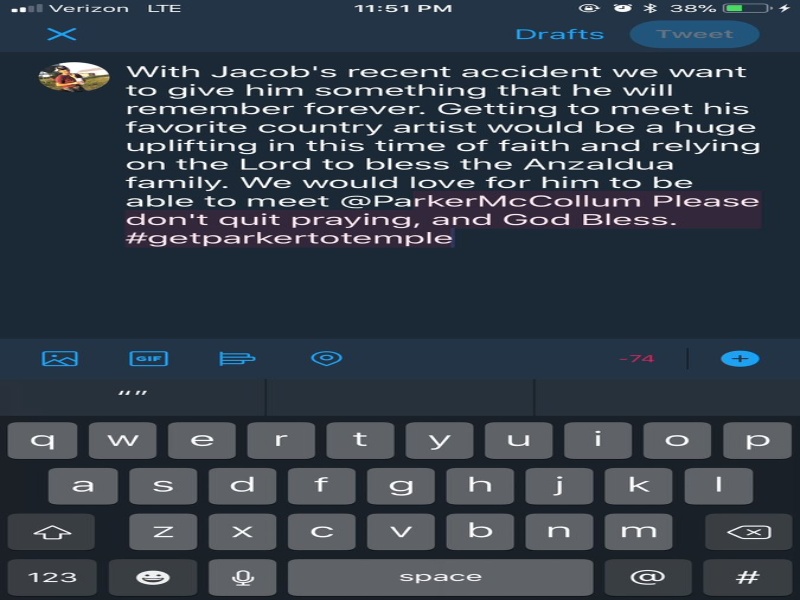 Verizon LTE 11:51 PM 38%
Drafts Tweet
With Jacob's recent accident we want
to give him something that he will
remember forever. Getting to meet his
favorite country artist would be a huge
uplifting in this time of faith and relying
on the Lord to bless the Anzaldua
family. We would love for him to be
able to meet @ParkerMcCollum Please
don't quit praying, and God Bless.
#getparkertotemple
GIF -74
“”
q w e r t y u i o p
a s d f g h j k l
z x c v b n m
123 space @ #